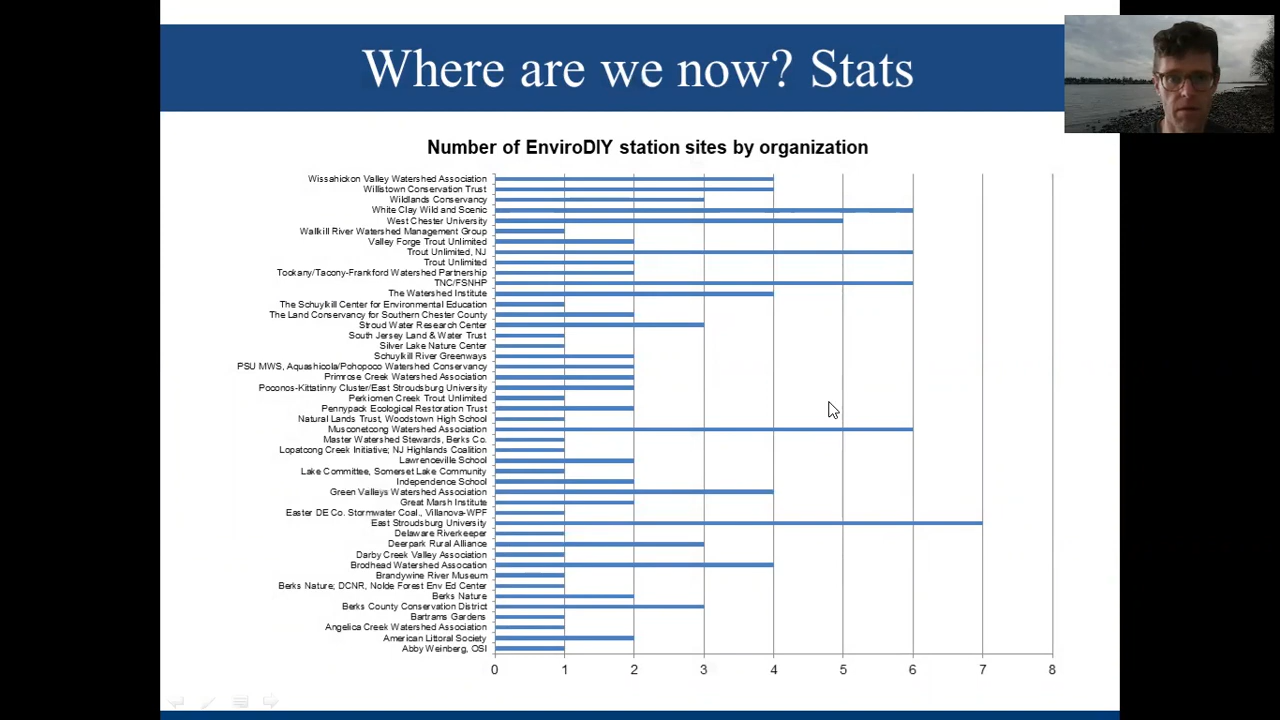 Where are we now? Stats
Number of EnviroDIY station sites by organization
Wissahickon Valley Watershed Association
Willistown Conservation Trust
Wildlands Conservancy
White Clay Wild and Scenic
West Chester University
Wallkill River Watershed Management Group
Valley Forge Trout Unlimited
Trout Unlimited, NJ
Trout Unlimited
Tookany/Tacony-Frankford Watershed Partnership
TNC/FSNHP
The Watershed Institute
The Schuylkill Center for Environmental Education
The Land Conservancy for Southern Chester County
Stroud Water Research Center
South Jersey Land & Water Trust
Silver Lake Nature Center
Schuylkill River Greenways
PSU MWS, Aquashicola/Pohopoco Watershed Conservancy
Primrose Creek Watershed Association
Poconos-Kittatinny Cluster/East Stroudsburg University
Perkiomen Creek Trout Unlimited
Pennypack Ecological Restoration Trust
Natural Lands Trust, Woodstown High School
Musconetcong Watershed Association
Master Watershed Stewards, Berks Co.
Lopatcong Creek Initiative; NJ Highlands Coalition
Lawrenceville School
Lake Committee, Somerset Lake Community
Independence School
Green Valleys Watershed Association
Great Marsh Institute
Easter DE Co. Stormwater Coal., Villanova-WPF
East Stroudsburg University
Delaware Riverkeeper
Deerpark Rural Alliance
Darby Creek Valley Association
Brodhead Watershed Assocation
Brandywine River Museum
Berks Nature; DCNR, Nolde Forest Env Ed Center
Berks Nature
Berks County Conservation District
Bartrams Gardens
Angelica Creek Watershed Association
American Littoral Society
Abby Weinberg, OSI
0 1 2 3 4 5 6 7 8